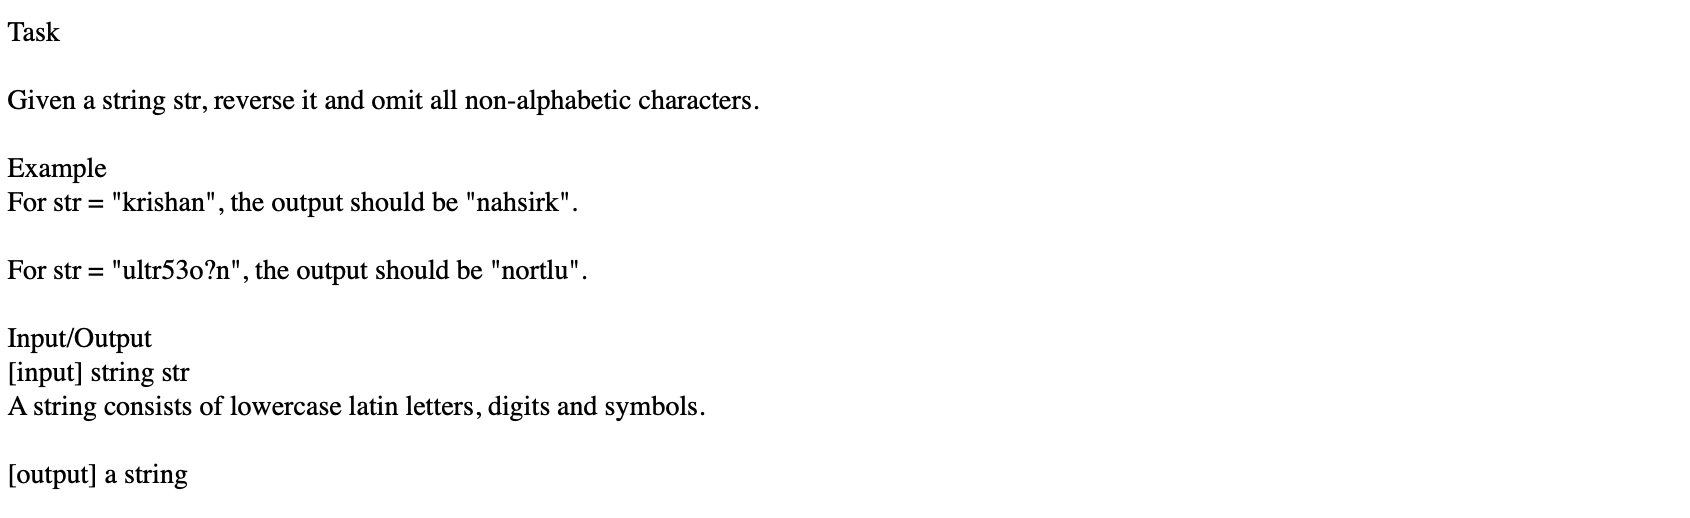 Task
Given a string str, reverse it and omit all non-alphabetic characters.
Example
For str = "krishan", the output should be "nahsirk".
For str = "ultr53o?n", the output should be "nortlu".
Input/Output
[input] string str
A string consists of lowercase latin letters, digits and symbols.
[output] a string